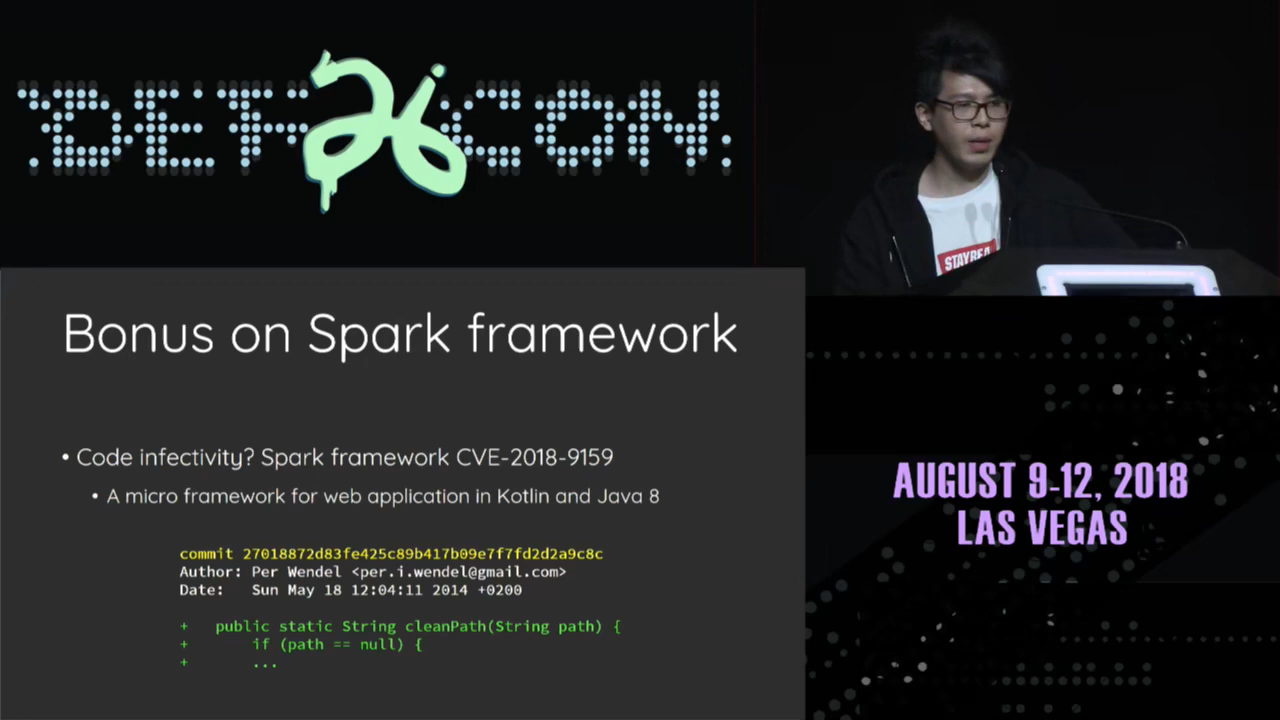 DEF CON
26
STAYREA
Bonus on Spark framework
• Code infectivity? Spark framework CVE-2018-9159
• A micro framework for web application in Kotlin and Java 8
commit 27018872d83fe425c89b417b09e7f7fd2d2a9c8c
Author: Per Wendel <per.i.wendel@gmail.com>
Date: Sun May 18 12:04:11 2014 +0200
+ public static String cleanPath(String path) {
+ if (path == null) {
+ ...
AUGUST 9-12, 2018
LAS VEGAS